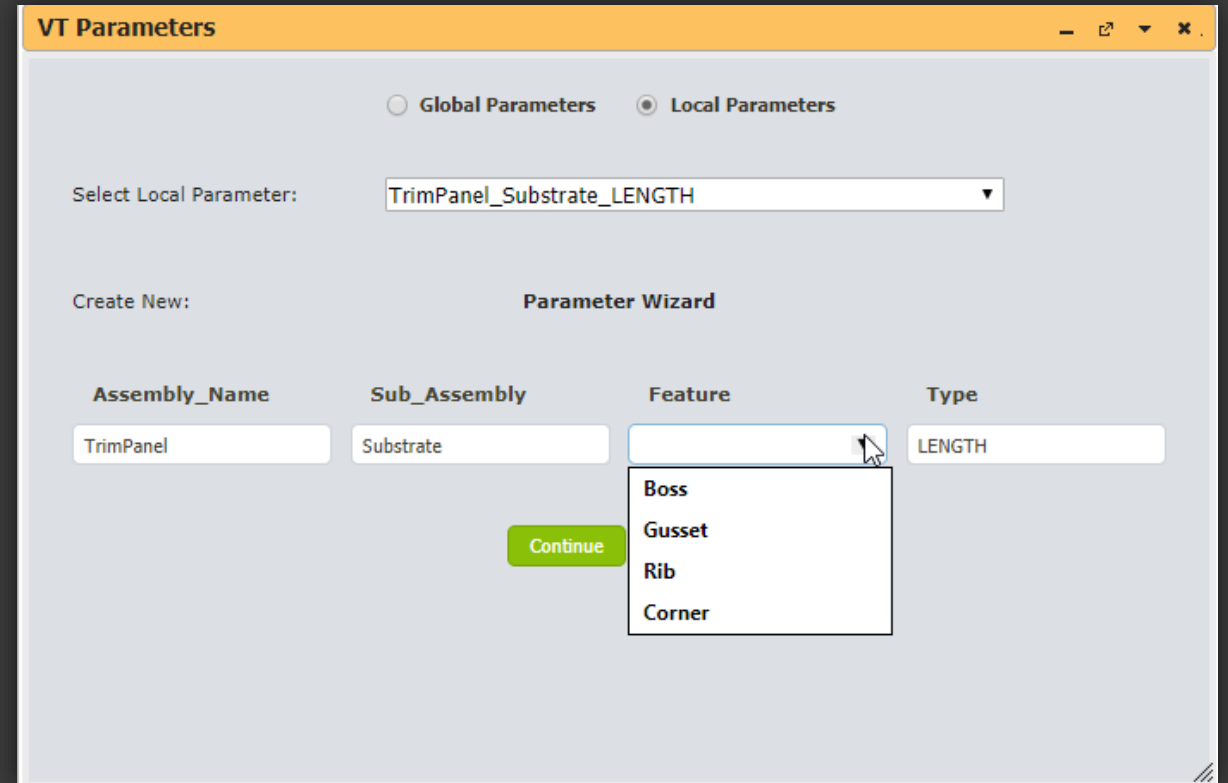 VT Parameters
Global Parameters Local Parameters
Select Local Parameter: TrimPanel_Substrate_LENGTH
Create New: Parameter Wizard
Assembly_Name Sub_Assembly Feature Type
TrimPanel Substrate LENGTH
Boss
Gusset
Continue
Rib
Corner